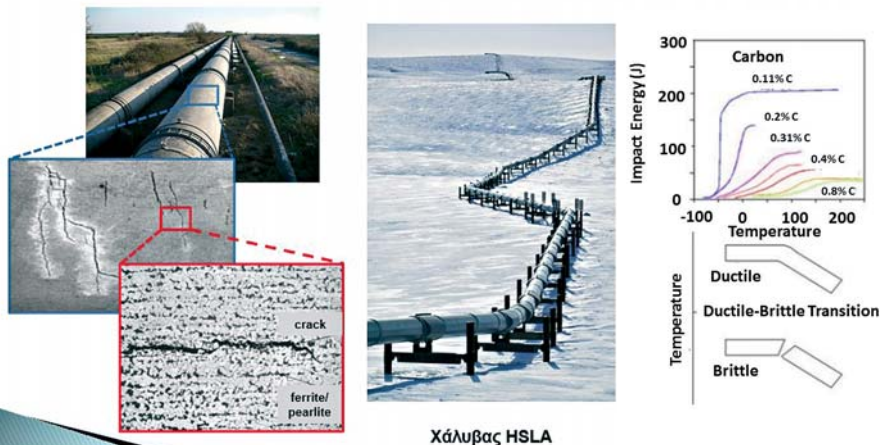 crack
ferrite/
pearlite
Χάλυβας HSLA
Impact Energy (J)
300
200
100
0
Carbon
0.11% C
0.2% C
0.31% C
0.4% C
0.8% C
-100
0
100
200
Temperature
Temperature
Ductile
Ductile-Brittle Transition
Brittle